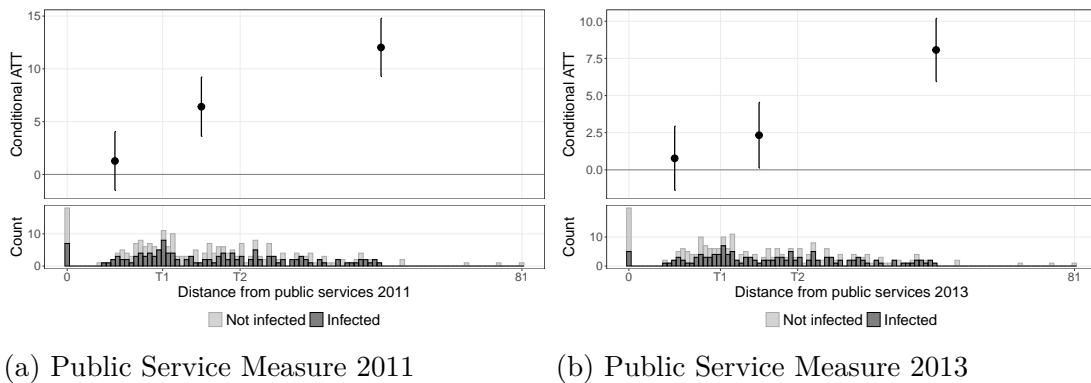 15
10
5
0
Conditional ATT
10
0
Count
0 T1 T2 81
Distance from public services 2011
Not infected Infected
(a) Public Service Measure 2011
10.0
7.5
5.0
2.5
0.0
Conditional ATT
10
0
Count
0 T1 T2 81
Distance from public services 2013
Not infected Infected
(b) Public Service Measure 2013